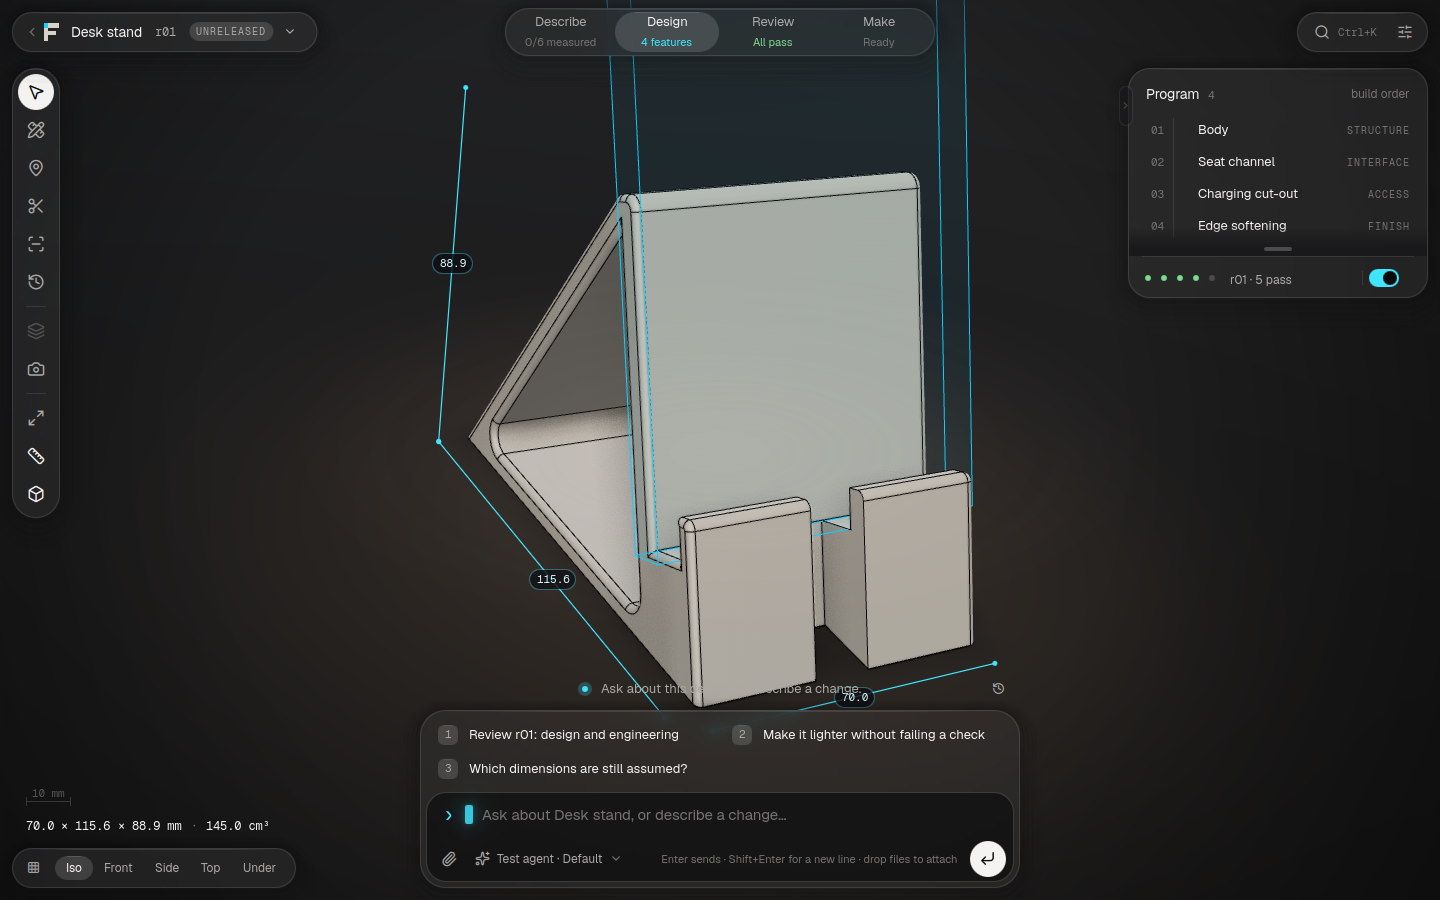 Desk stand r01 UNRELEASED
Describe
0/6 measured
Design
4 features
Review
All pass
Make
Ready
Ctrl+K
Program 4 build order
01 Body STRUCTURE
02 Seat channel INTERFACE
03 Charging cut-out ACCESS
04 Edge softening FINISH
r01 · 5 pass
88.9
115.6
70.0
Ask about this
cribe a change.
1 Review r01: design and engineering
2 Make it lighter without failing a check
3 Which dimensions are still assumed?
Ask about Desk stand, or describe a change…
Test agent · Default
Enter sends · Shift+Enter for a new line · drop files to attach
10 mm
70.0 × 115.6 × 88.9 mm · 145.0 cm³
Iso Front Side Top Under